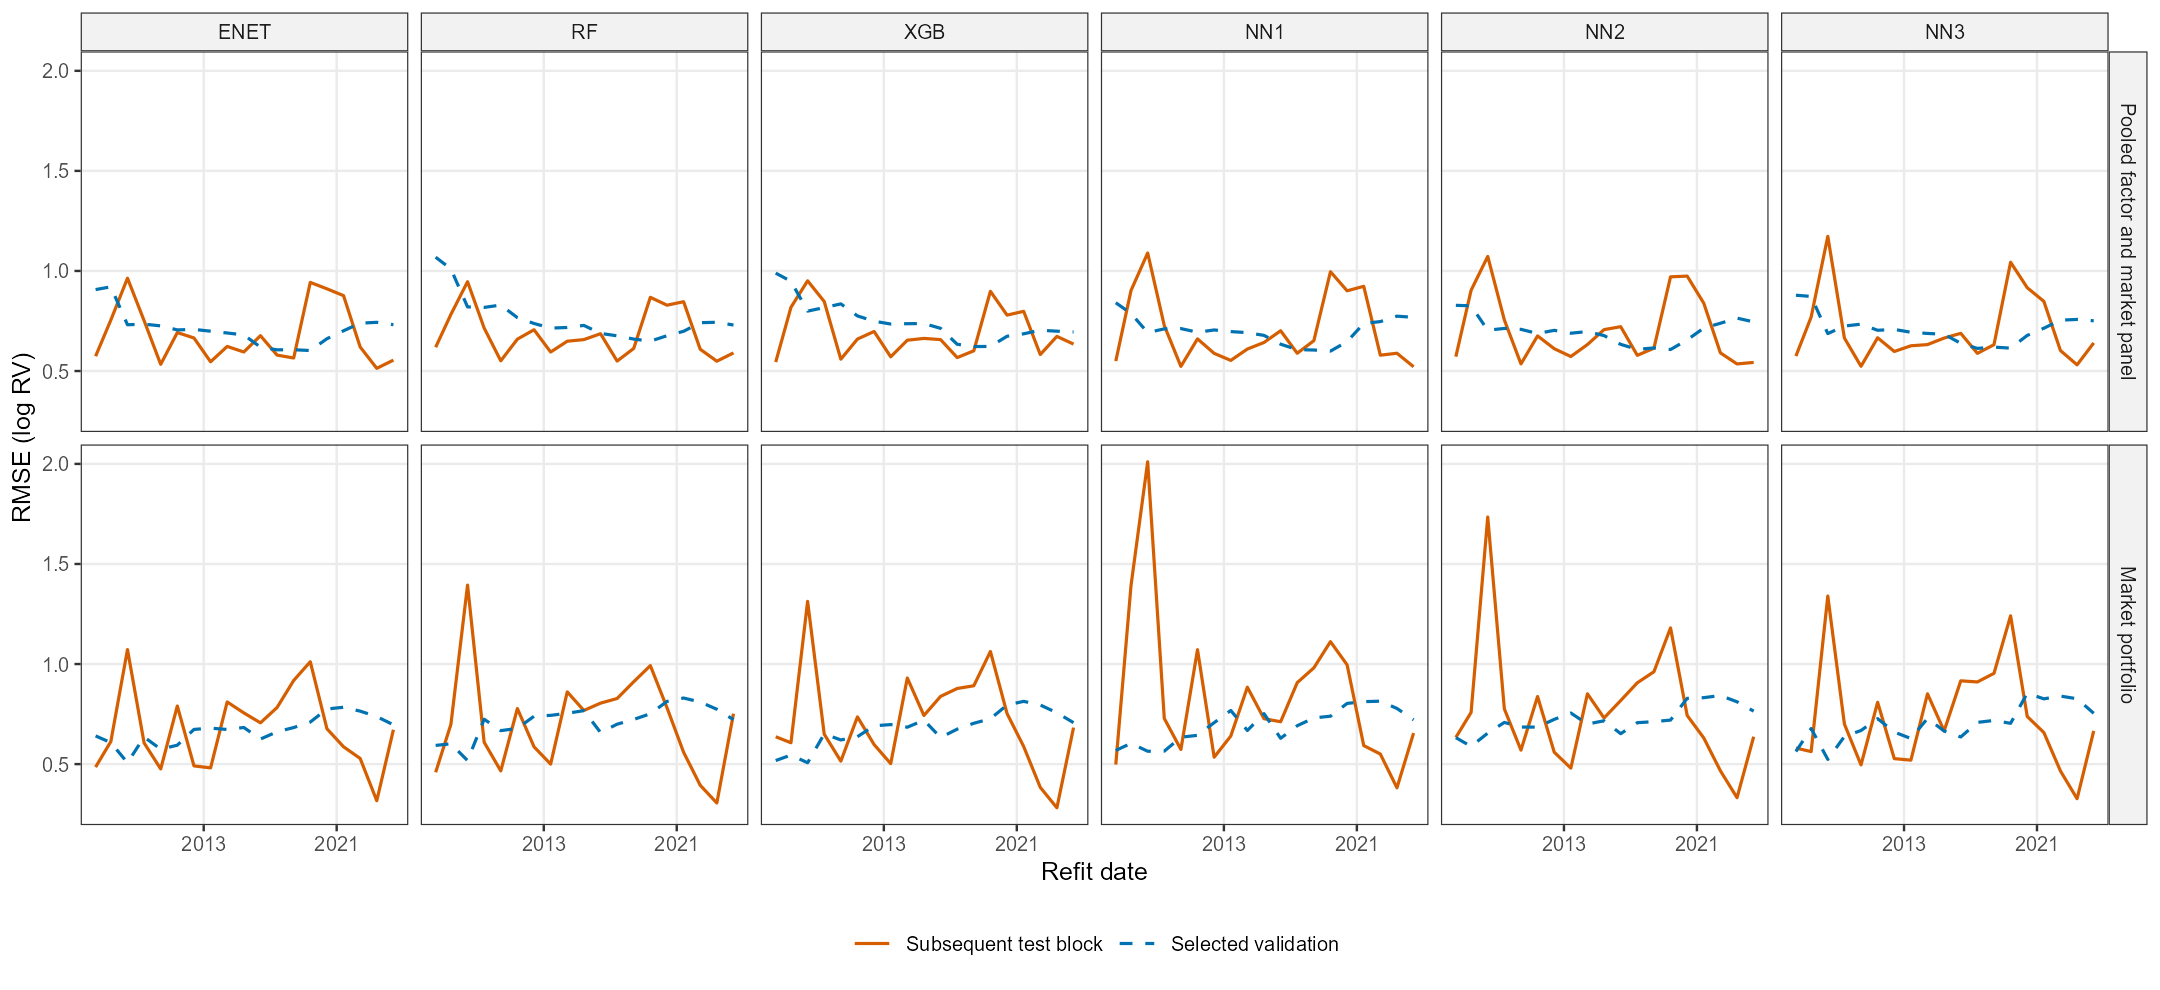 ENET
RF
XGB
NN1
NN2
NN3
2.0
1.5
1.0
0.5
Pooled factor and market panel
RMSE (log RV)
2.0
1.5
1.0
0.5
Market portfolio
2013
2021
2013
2021
2013
2021
2013
2021
2013
2021
2013
2021
Refit date
Subsequent test block
Selected validation